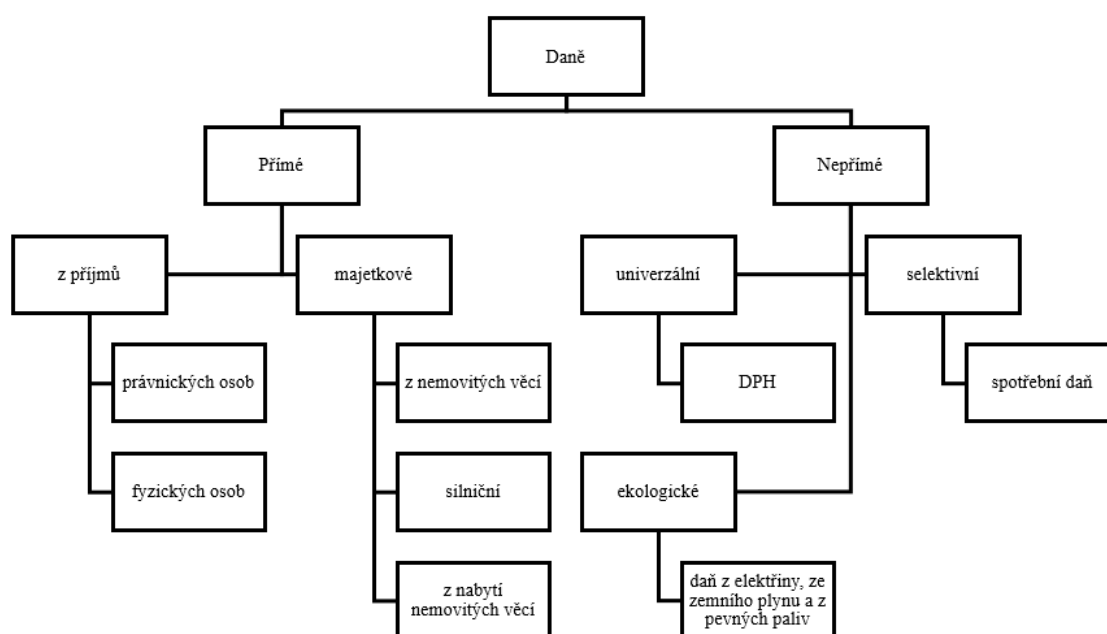 Daně
Přímé
Nepřímé
z příjmů
majetkové
univerzální
selektivní
právnických osob
z nemovitých věcí
DPH
spotřební daň
fyzických osob
silniční
ekologické
z nabytí
nemovitých věcí
daň z elektřiny, ze
zemního plynu a z
pevných paliv